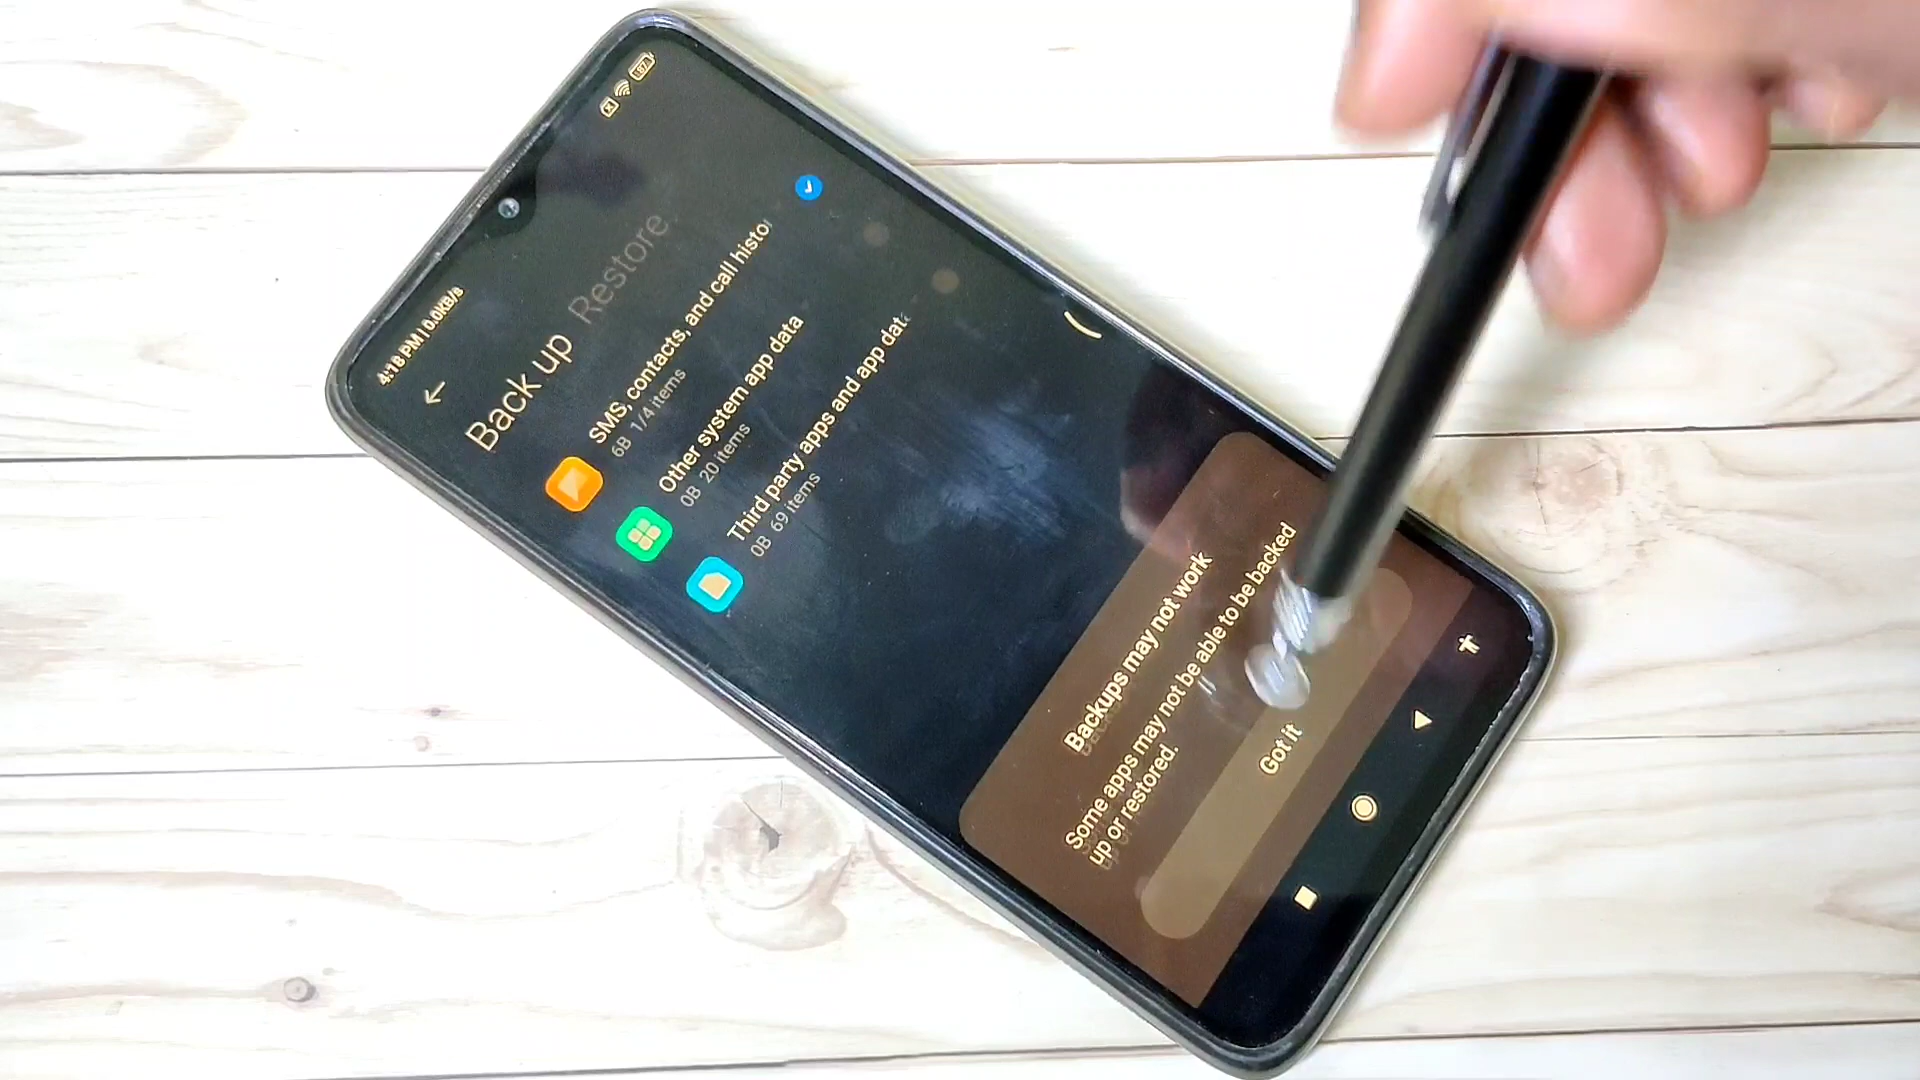 4:18 PM | 0.0KB/s
Back up Restore
SMS, contacts, and call histo
6B 1/4 items
Other system app data
0B 20 items
Third party apps and app dat
0B 69 items
Backups may not work
Some apps may not be able to be backed
up or restored.
Got it